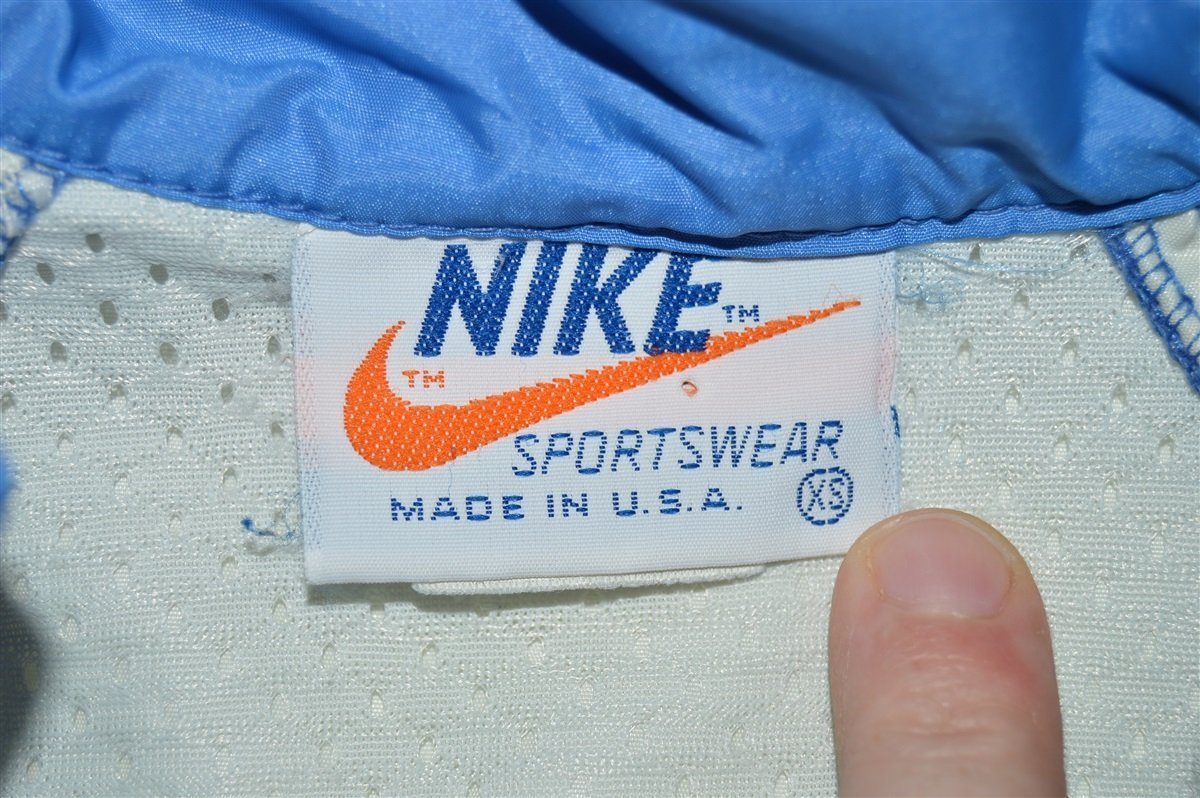 NIKE™
™
SPORTSWEAR
MADE IN U.S.A. XS